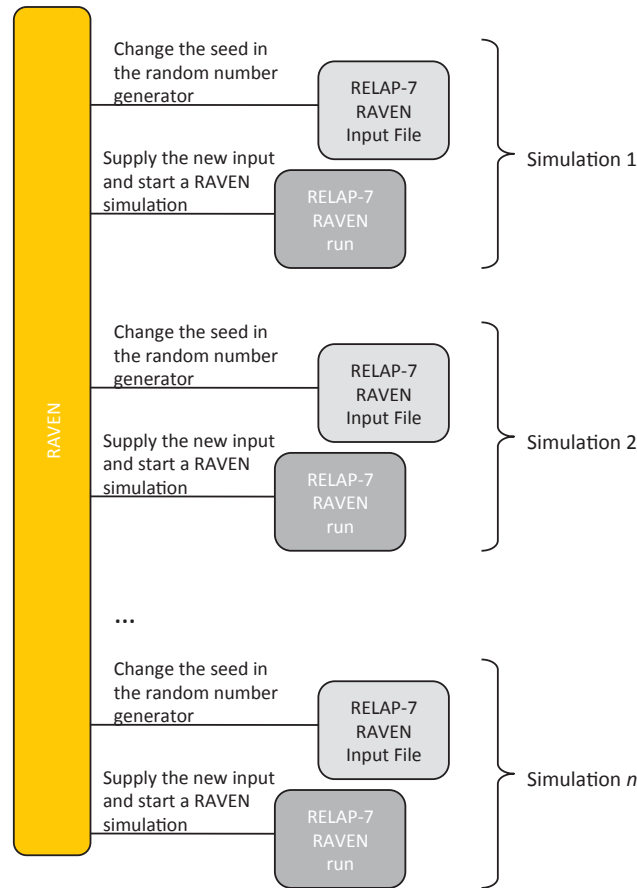 RAVEN
Change the seed in
the random number
generator
RELAP-7
RAVEN
Input File
Supply the new input
and start a RAVEN
simulation
RELAP-7
RAVEN
run
Simulation 1
Change the seed in
the random number
generator
RELAP-7
RAVEN
Input File
Supply the new input
and start a RAVEN
simulation
RELAP-7
RAVEN
run
Simulation 2
...
Change the seed in
the random number
generator
RELAP-7
RAVEN
Input File
Supply the new input
and start a RAVEN
simulation
RELAP-7
RAVEN
run
Simulation n